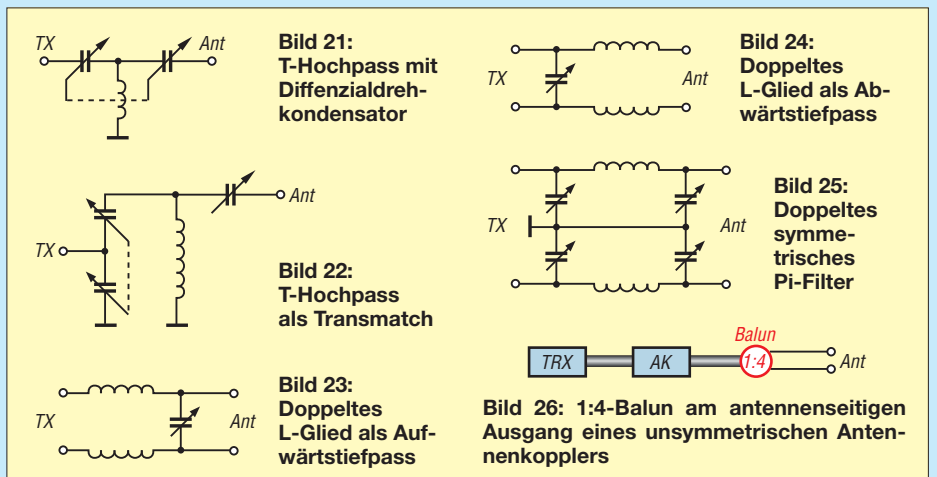 TX
Ant
Bild 21:
T-Hochpass mit
Diffenzialdreh-
kondensator
TX
Ant
Bild 22:
T-Hochpass
als Transmatch
TX
Ant
Bild 23:
Doppeltes
L-Glied als Auf-
wärtstiefpass
TX
Ant
Bild 24:
Doppeltes
L-Glied als Ab-
wärtstiefpass
TX
Ant
Bild 25:
Doppeltes
symme-
trisches
Pi-Filter
Balun
TRX
AK
1:4
Ant
Bild 26: 1:4-Balun am antennenseitigen
Ausgang eines unsymmetrischen Anten-
nenkopplers